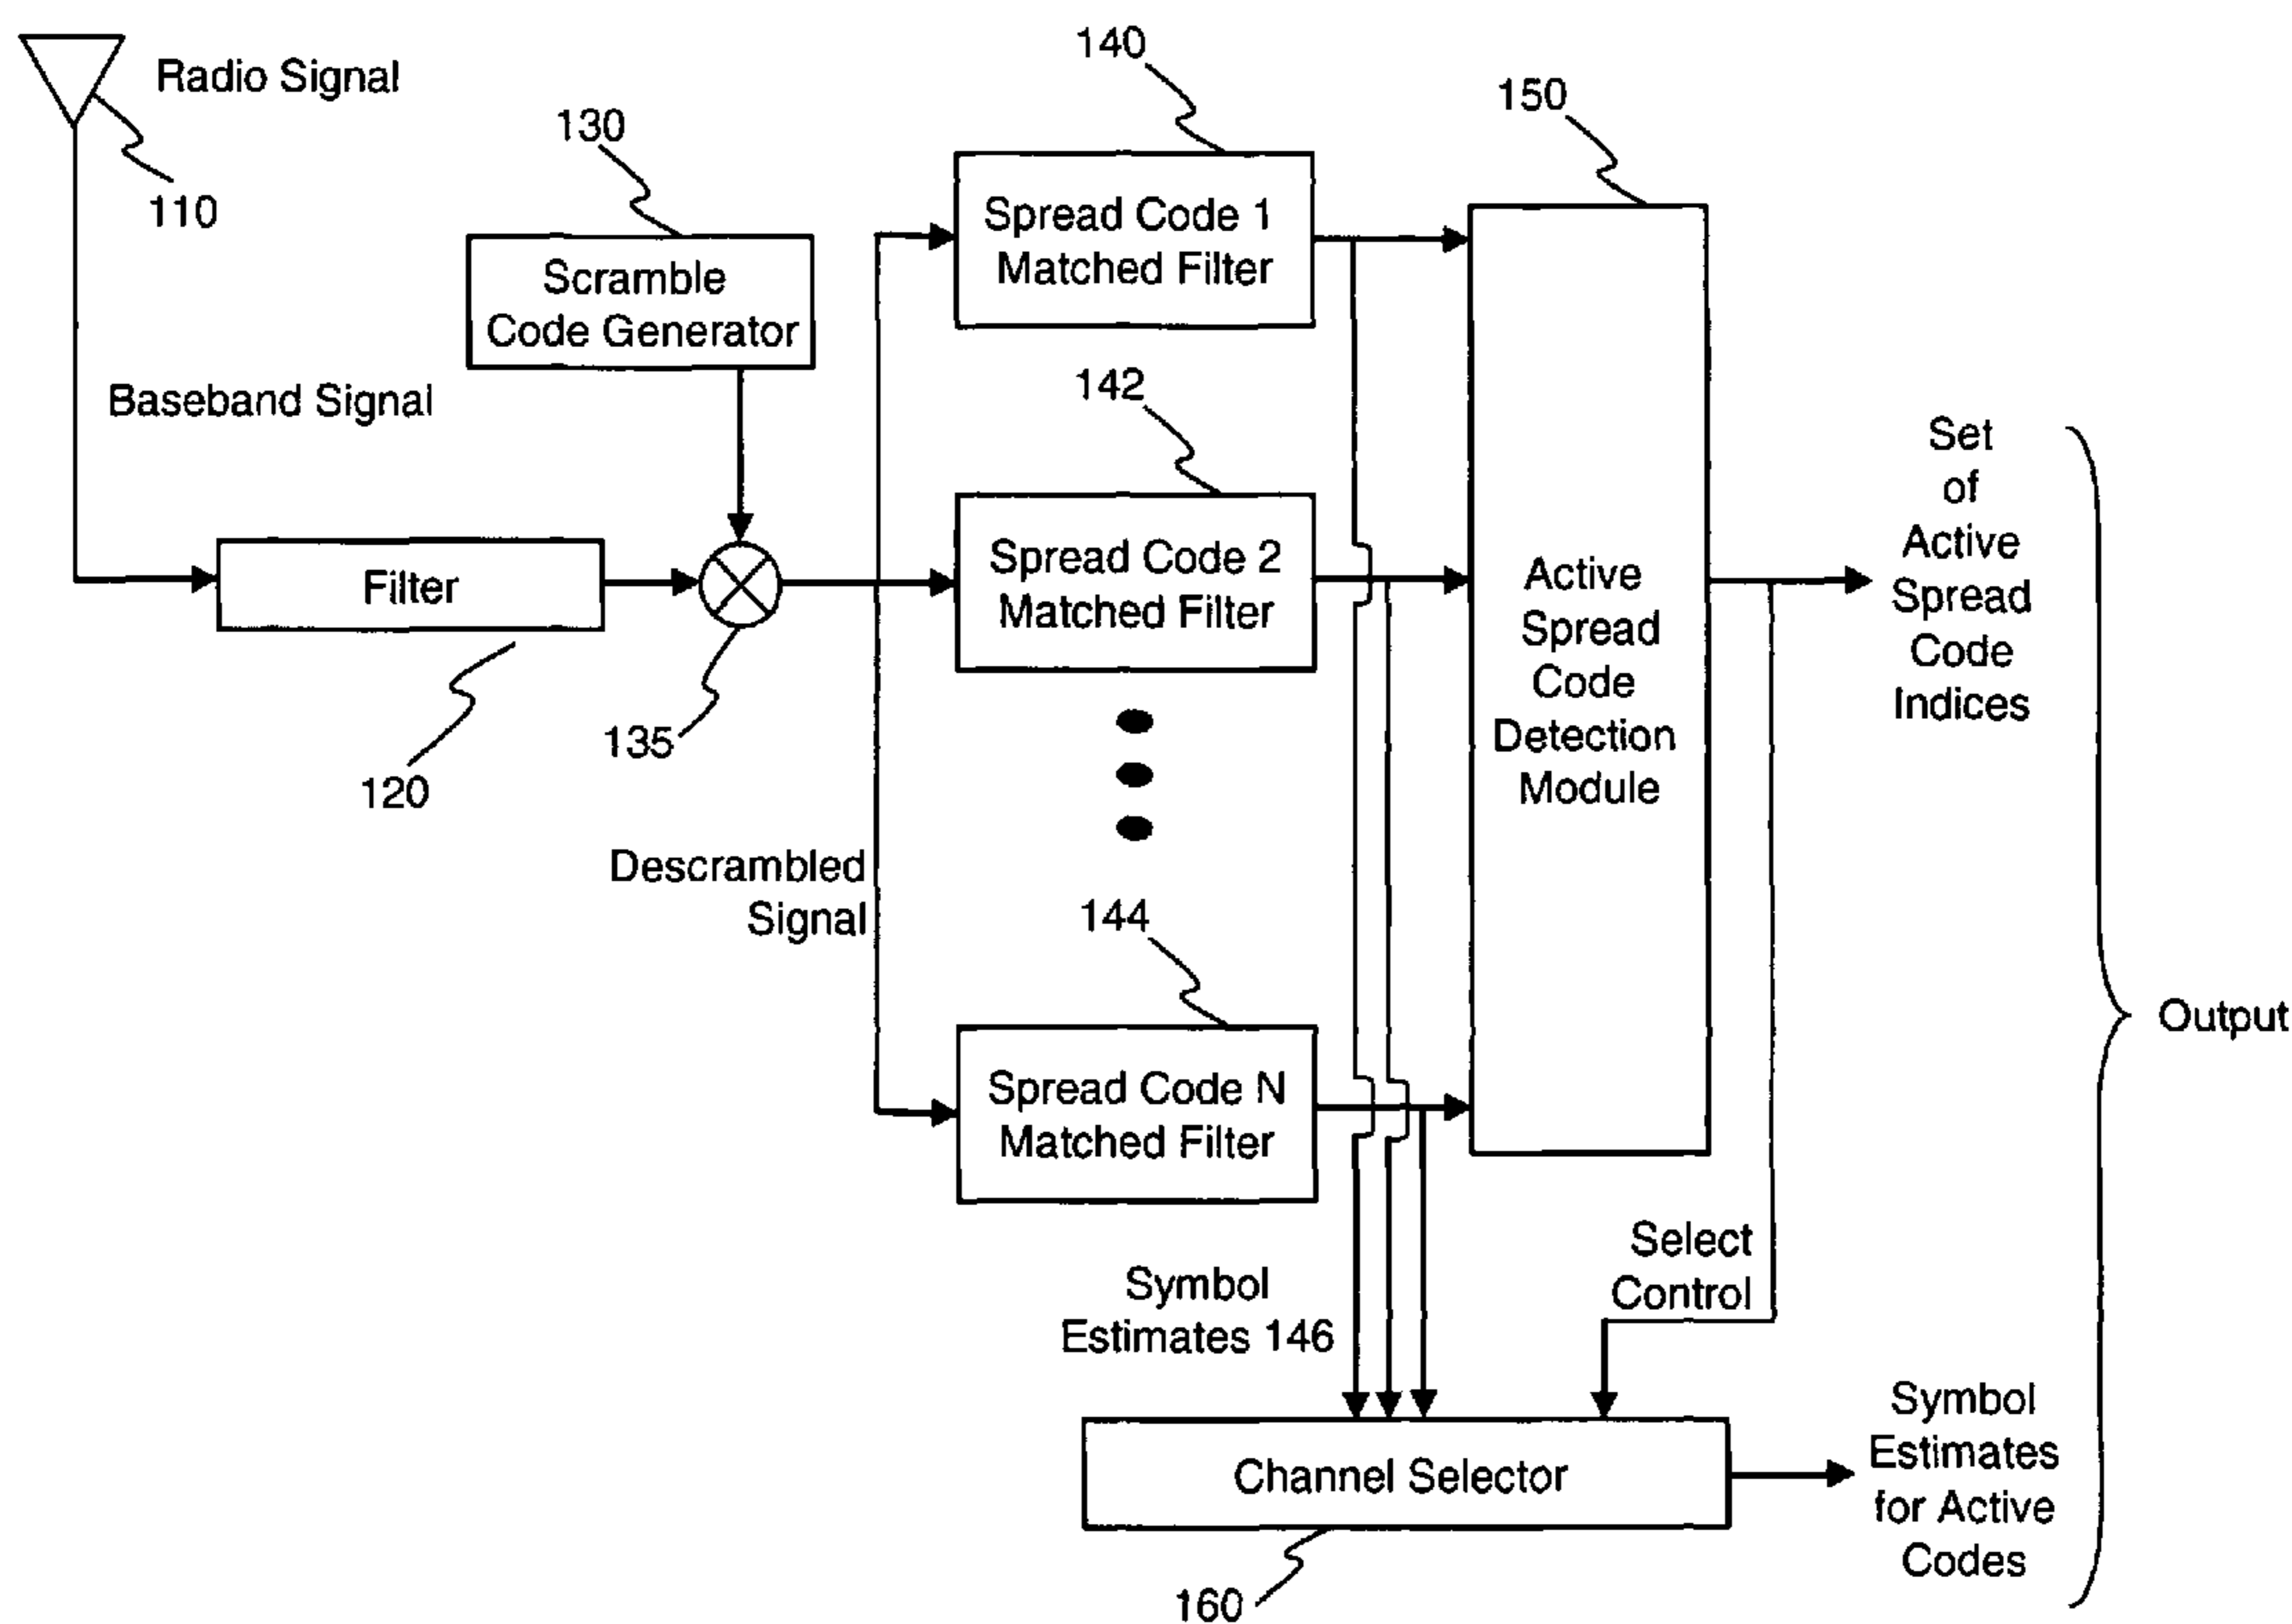 Radio Signal
110
130
Scramble
Code Generator
Baseband Signal
Filter
120
135
Descrambled
Signal
140
Spread Code 1
Matched Filter
142
Spread Code 2
Matched Filter
144
Spread Code N
Matched Filter
150
Active
Spread
Code
Detection
Module
Symbol
Estimates 146
Select
Control
Channel Selector
160
Set
of
Active
Spread
Code
Indices
Symbol
Estimates
for Active
Codes
Output